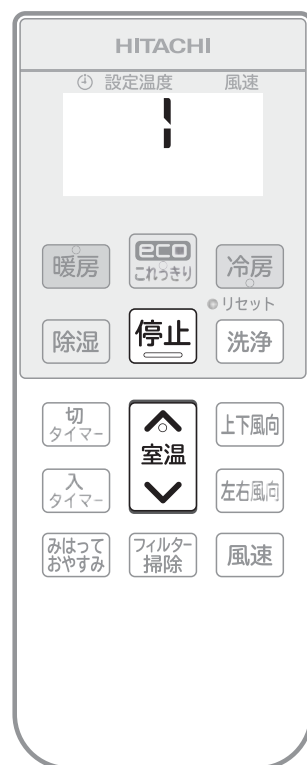 HITACHI
設定温度 風速
1
暖房 eco これっきり 冷房
リセット
除湿 停止 洗浄
切タイマー 室温 上下風向
入タイマー 左右風向
みはっておやすみ フィルター掃除 風速